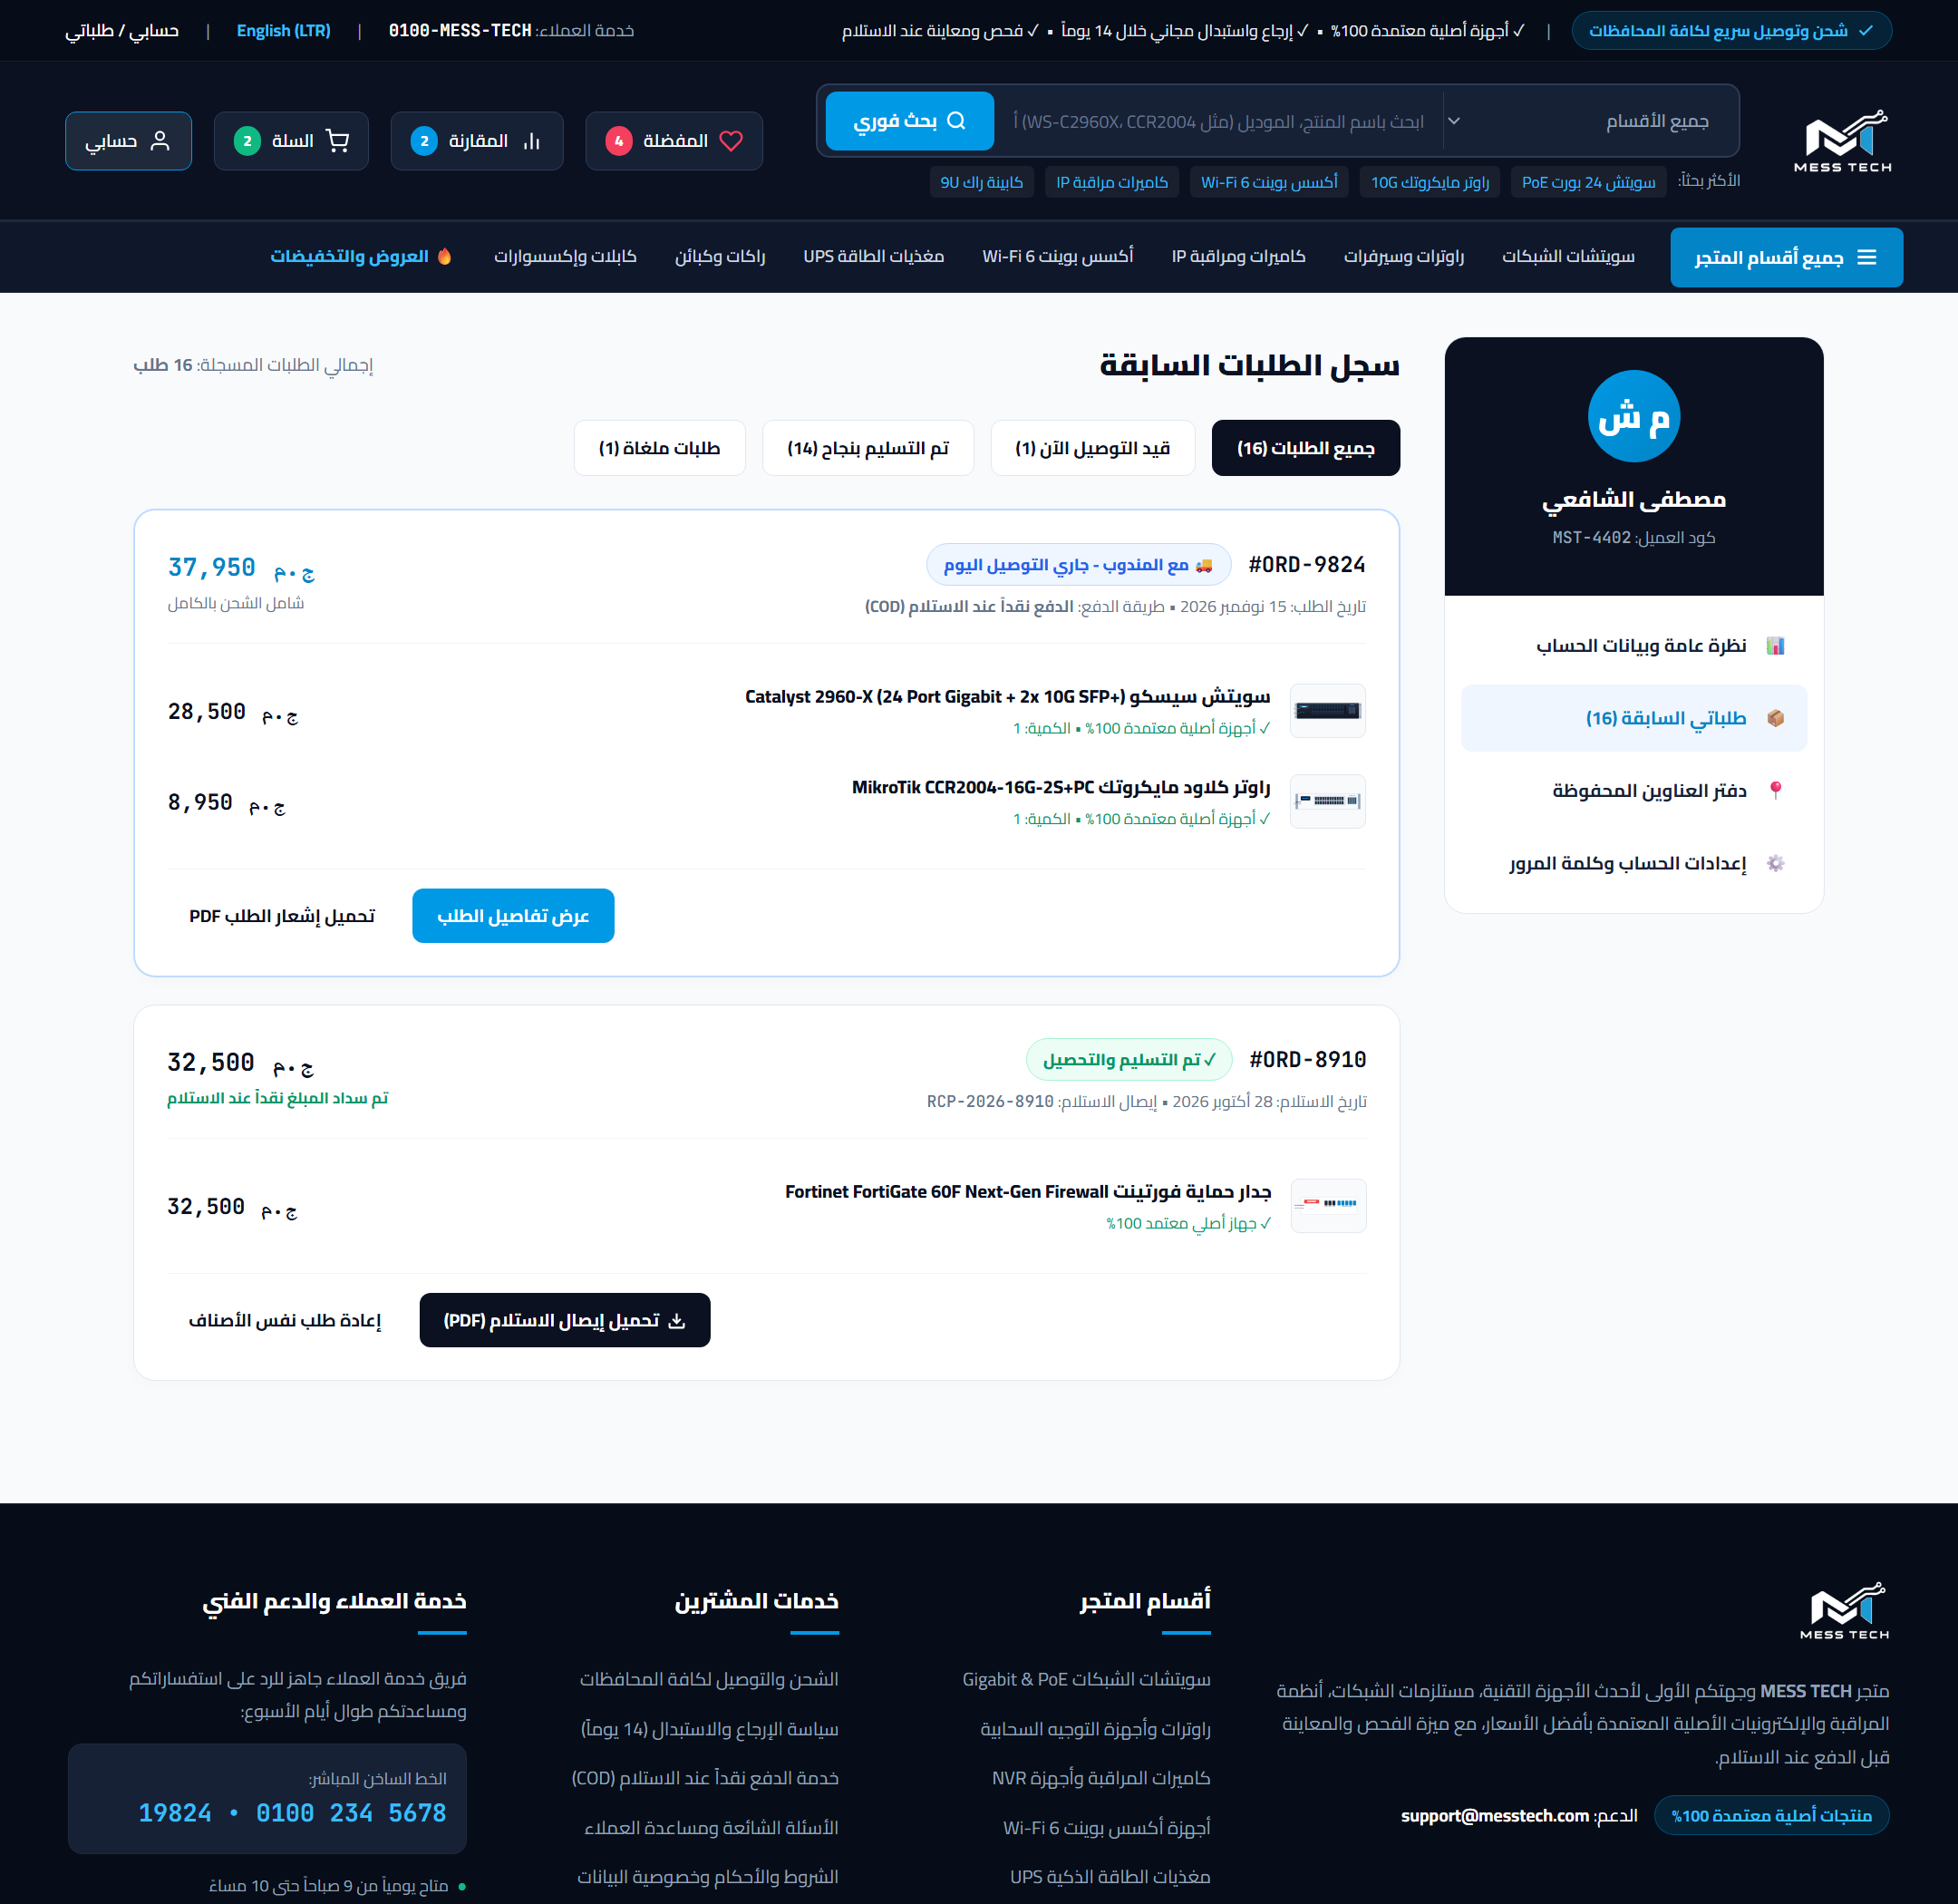 ✓ شحن وتوصيل سريع لكافة المحافظات | ✓ أجهزة أصلية معتمدة 100% • ✓ إرجاع واستبدال مجاني خلال 14 يوماً • ✓ فحص ومعاينة عند الاستلام
خدمة العملاء: 0100-MESS-TECH | English (LTR) | حسابي / طلباتي
MESS TECH
جميع الأقسام
ابحث باسم المنتج، الموديل (مثل WS-C2960X, CCR2004) أ
بحث فوري
المفضلة 4
المقارنة 2
السلة 2
حسابي
الأكثر بحثاً: سويتش 24 بورت PoE راوتر مايكروتك 10G أكسس بوينت Wi-Fi 6 كاميرات مراقبة IP كابينة راك 9U
جميع أقسام المتجر
سويتشات الشبكات
راوترات وسيرفرات
كاميرات ومراقبة IP
أكسس بوينت Wi-Fi 6
مغذيات الطاقة UPS
راكات وكبائن
كابلات وإكسسوارات
🔥 العروض والتخفيضات
م ش
مصطفى الشافعي
كود العميل: MST-4402
📊 نظرة عامة وبيانات الحساب
📦 طلباتي السابقة (16)
📍 دفتر العناوين المحفوظة
⚙️ إعدادات الحساب وكلمة المرور
سجل الطلبات السابقة
إجمالي الطلبات المسجلة: 16 طلب
جميع الطلبات (16)
قيد التوصيل الآن (1)
تم التسليم بنجاح (14)
طلبات ملغاة (1)
#ORD-9824
🚚 مع المندوب - جاري التوصيل اليوم
37,950 ج.م
تاريخ الطلب: 15 نوفمبر 2026 • طريقة الدفع: الدفع نقداً عند الاستلام (COD)
شامل الشحن بالكامل
سويتش سيسكو Catalyst 2960-X (24 Port Gigabit + 2x 10G SFP+)
✓ أجهزة أصلية معتمدة 100% • الكمية: 1
28,500 ج.م
راوتر كلاود مايكروتك MikroTik CCR2004-16G-2S+PC
✓ أجهزة أصلية معتمدة 100% • الكمية: 1
8,950 ج.م
عرض تفاصيل الطلب
تحميل إشعار الطلب PDF
#ORD-8910
✓ تم التسليم والتحصيل
32,500 ج.م
تاريخ الاستلام: 28 أكتوبر 2026 • إيصال الاستلام: RCP-2026-8910
تم سداد المبلغ نقداً عند الاستلام
جدار حماية فورتينت Fortinet FortiGate 60F Next-Gen Firewall
✓ جهاز أصلي معتمد 100%
32,500 ج.م
تحميل إيصال الاستلام (PDF)
إعادة طلب نفس الأصناف
MESS TECH
متجر MESS TECH وجهتكم الأولى لأحدث الأجهزة التقنية، مستلزمات الشبكات، أنظمة
المراقبة والإلكترونيات الأصلية المعتمدة بأفضل الأسعار، مع ميزة الفحص والمعاينة
قبل الدفع عند الاستلام.
منتجات أصلية معتمدة 100%
الدعم: support@messtech.com
أقسام المتجر
سويتشات الشبكات Gigabit & PoE
راوترات وأجهزة التوجيه السحابية
كاميرات المراقبة وأجهزة NVR
أجهزة أكسس بوينت Wi-Fi 6
مغذيات الطاقة الذكية UPS
خدمات المشترين
الشحن والتوصيل لكافة المحافظات
سياسة الإرجاع والاستبدال (14 يوماً)
خدمة الدفع نقداً عند الاستلام (COD)
الأسئلة الشائعة ومساعدة العملاء
الشروط والأحكام وخصوصية البيانات
خدمة العملاء والدعم الفني
فريق خدمة العملاء جاهز للرد على استفساراتكم
ومساعدتكم طوال أيام الأسبوع:
الخط الساخن المباشر:
19824 • 0100 234 5678
● متاح يومياً من 9 صباحاً حتى 10 مساءً